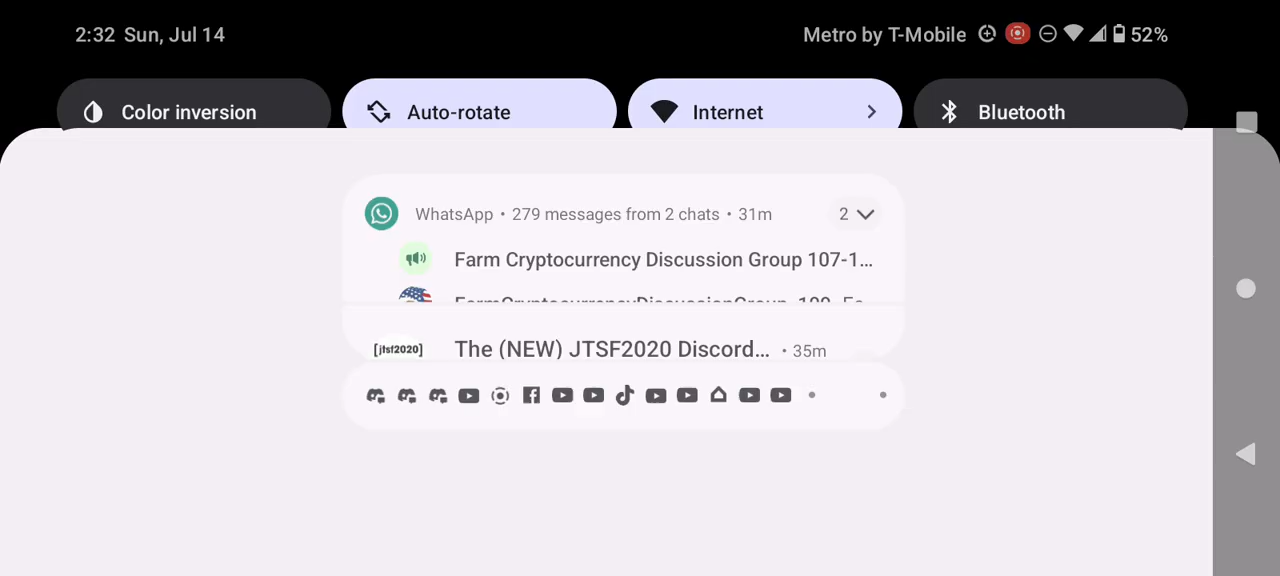 2:32 Sun, Jul 14
Metro by T-Mobile 52%
Color inversion
Auto-rotate
Internet
Bluetooth
WhatsApp • 279 messages from 2 chats • 31m
2
Farm Cryptocurrency Discussion Group 107-1...
FarmCryptocurrencyDiscussionGroup
[jtsf2020]
The (NEW) JTSF2020 Discord... • 35m